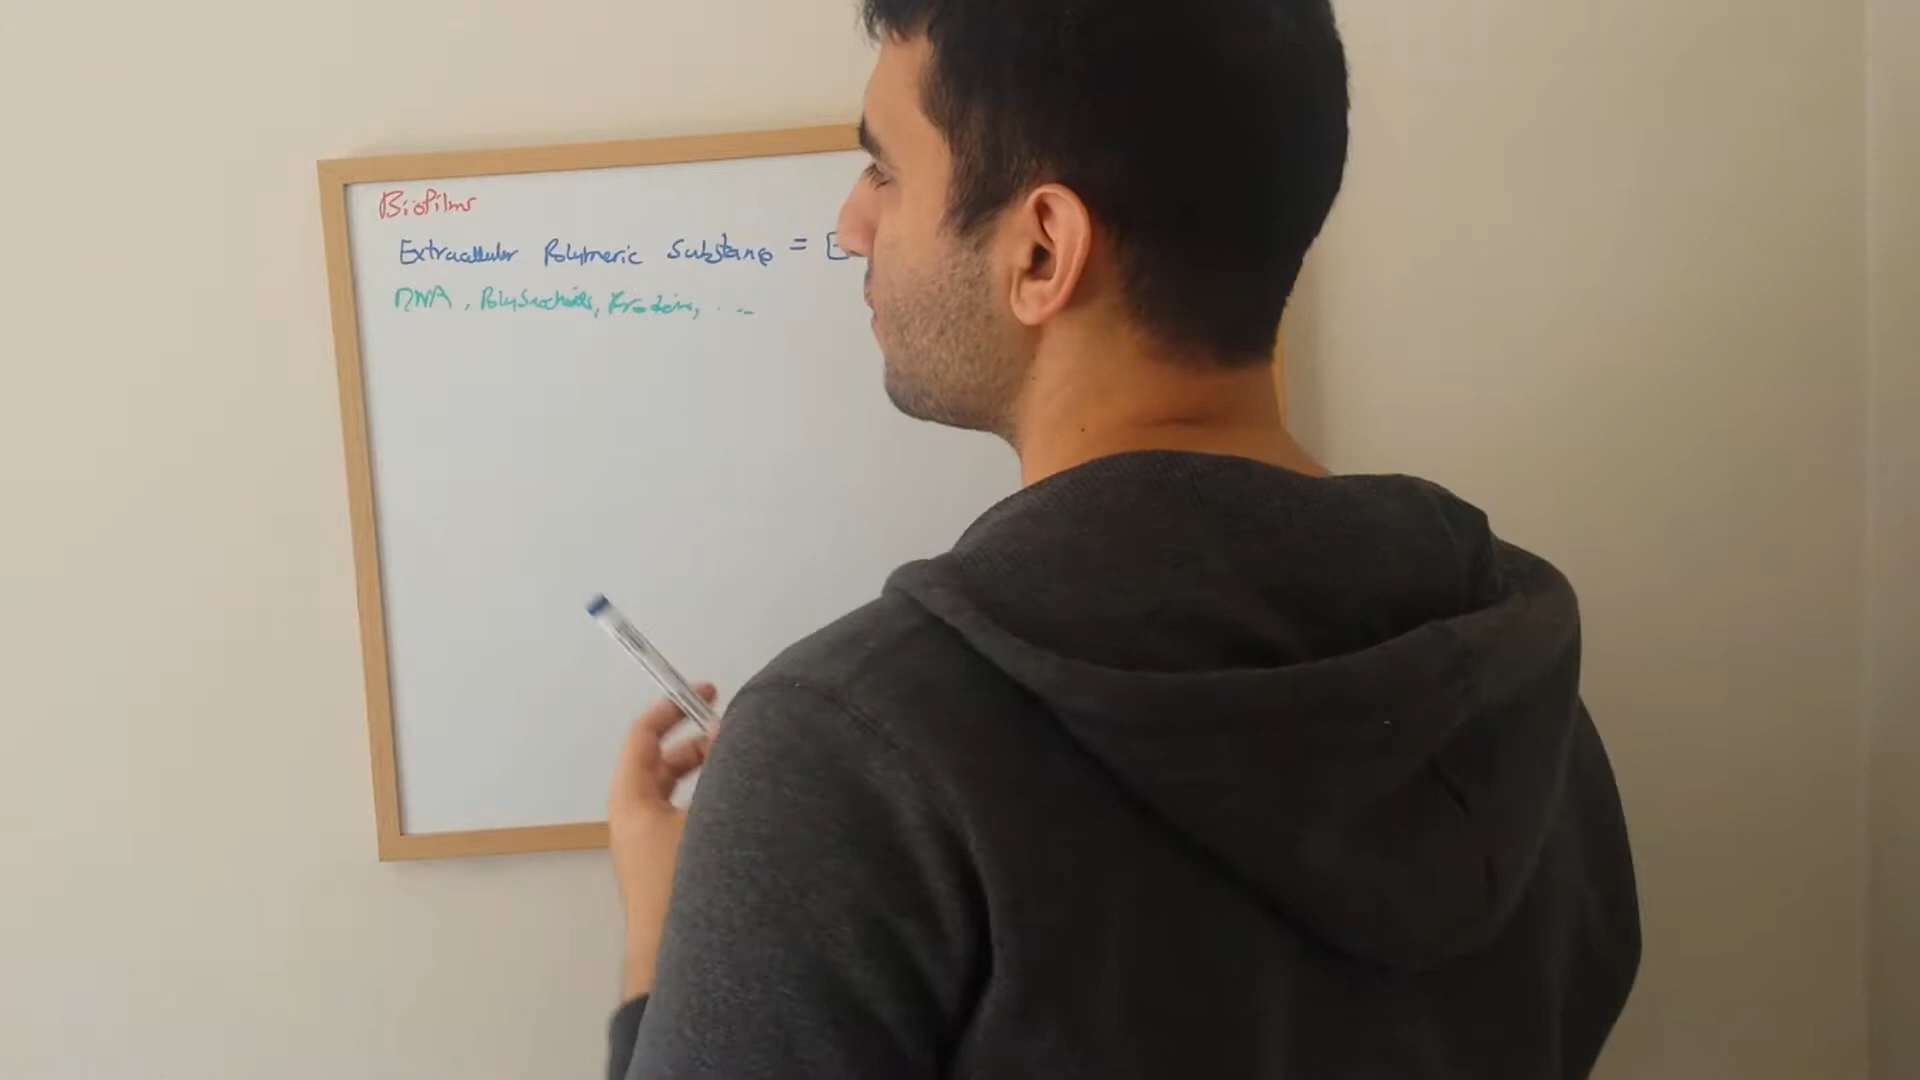 Biofilms
Extracellular Polymeric Substance = E
DNA, Polysaccharides, Proteins, ...